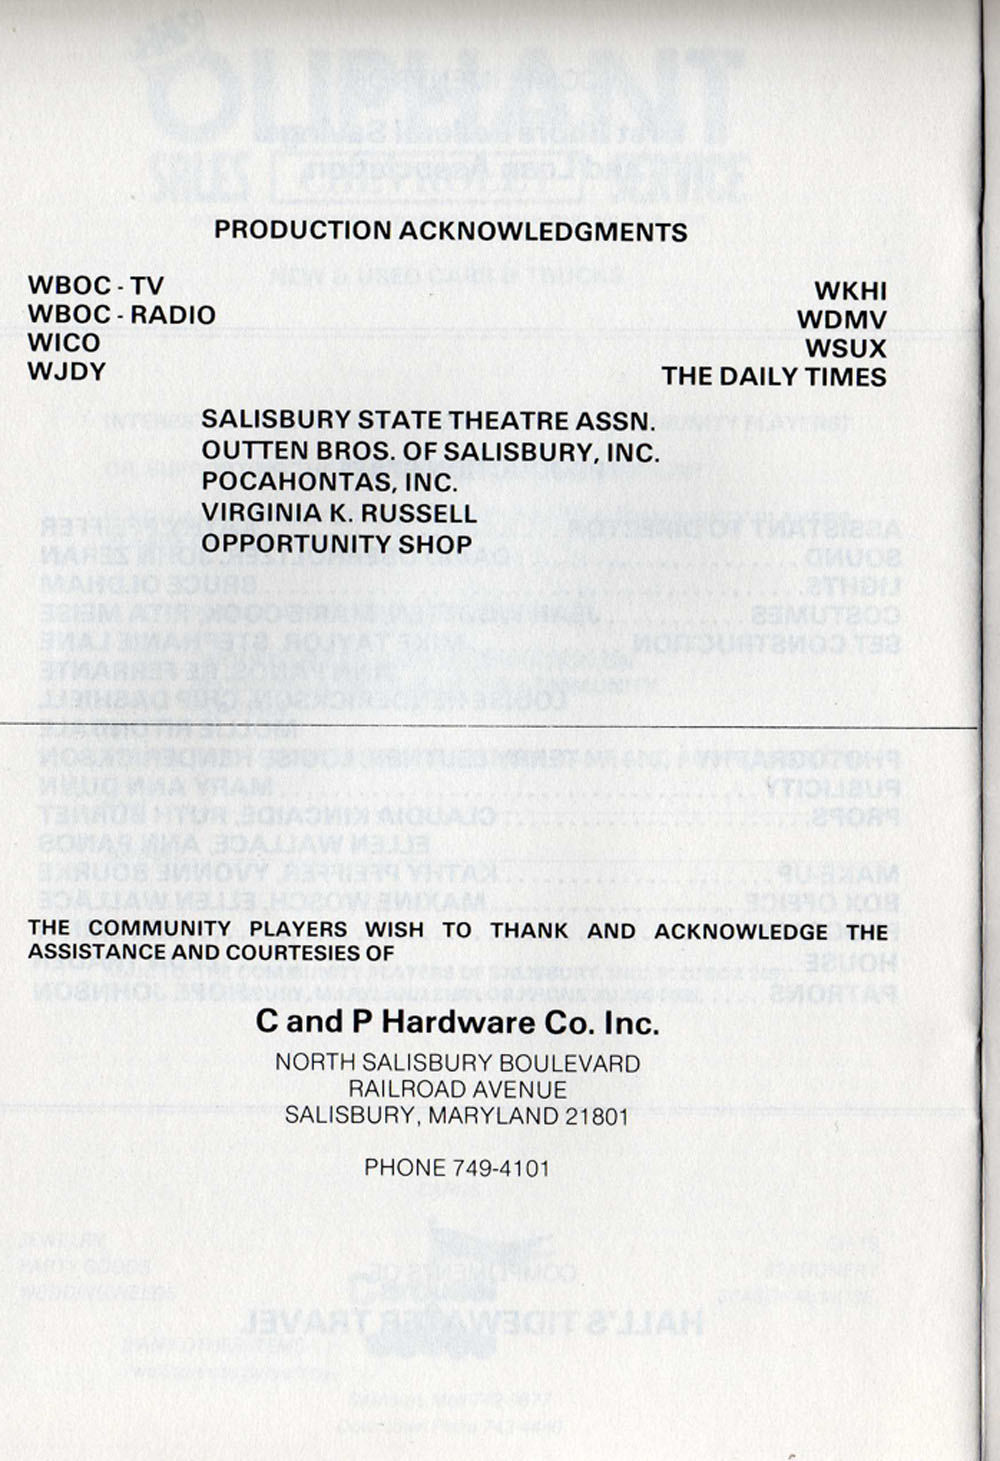 PRODUCTION ACKNOWLEDGMENTS
WBOC - TV
WBOC - RADIO
WICO
WJDY
WKHI
WDMV
WSUX
THE DAILY TIMES
SALISBURY STATE THEATRE ASSN.
OUTTEN BROS. OF SALISBURY, INC.
POCAHONTAS, INC.
VIRGINIA K. RUSSELL
OPPORTUNITY SHOP
THE COMMUNITY PLAYERS WISH TO THANK AND ACKNOWLEDGE THE
ASSISTANCE AND COURTESIES OF
C and P Hardware Co. Inc.
NORTH SALISBURY BOULEVARD
RAILROAD AVENUE
SALISBURY, MARYLAND 21801
PHONE 749-4101